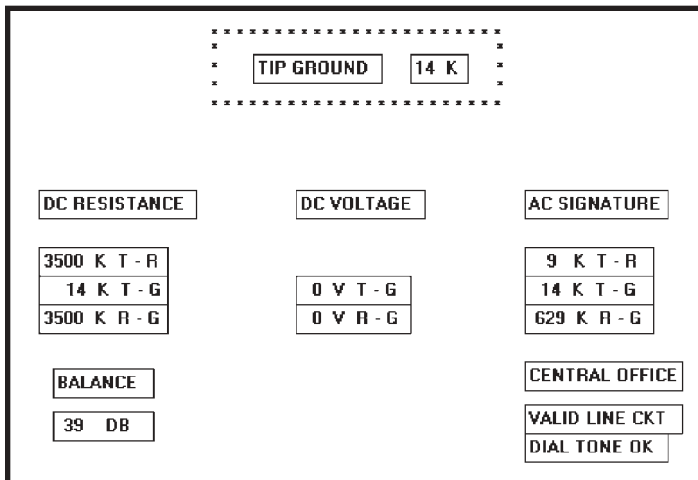 TIP GROUND 14 K
DC RESISTANCE DC VOLTAGE AC SIGNATURE
3500 K T - R 9 K T - R
14 K T - G 0 V T - G 14 K T - G
3500 K R - G 0 V R - G 629 K R - G
BALANCE CENTRAL OFFICE
39 DB VALID LINE CKT
DIAL TONE OK